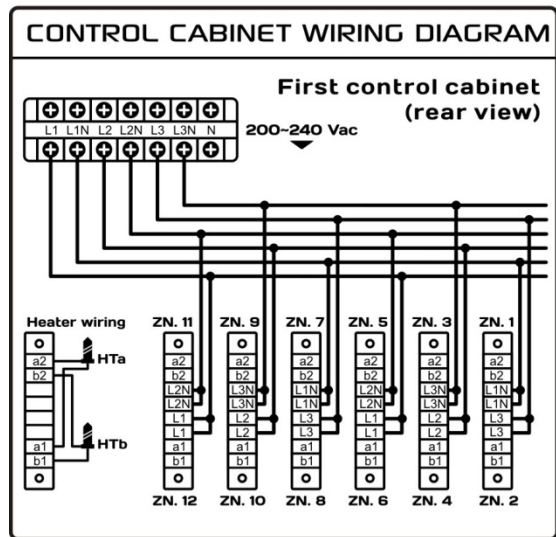 CONTROL CABINET WIRING DIAGRAM
First control cabinet
(rear view)
L1 L1N L2 L2N L3 L3N N
200~240 Vac
Heater wiring
ZN. 11 ZN. 9 ZN. 7 ZN. 5 ZN. 3 ZN. 1
HTa
a2 a2 a2 a2 a2 a2 a2
b2 b2 b2 b2 b2 b2 b2
L2N L3N L1N L2N L3N L1N
L2N L3N L1N L2N L3N L1N
L1 L2 L3 L1 L2 L3
HTb
L1 L2 L3 L1 L2 L3
a1 a1 a1 a1 a1 a1 a1
b1 b1 b1 b1 b1 b1 b1
ZN. 12 ZN. 10 ZN. 8 ZN. 6 ZN. 4 ZN. 2